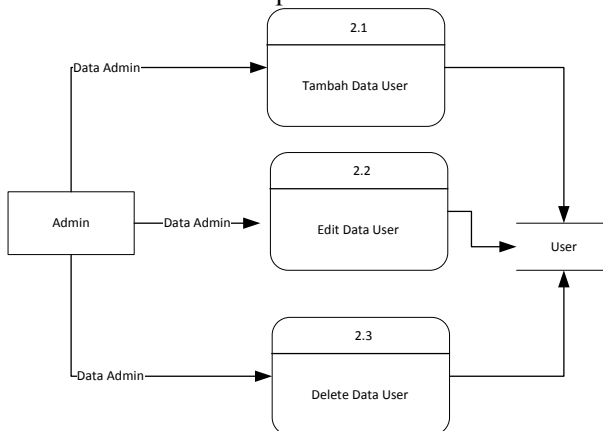 2.1
Data Admin
Tambah Data User
2.2
Admin
Data Admin
Edit Data User
User
2.3
Data Admin
Delete Data User